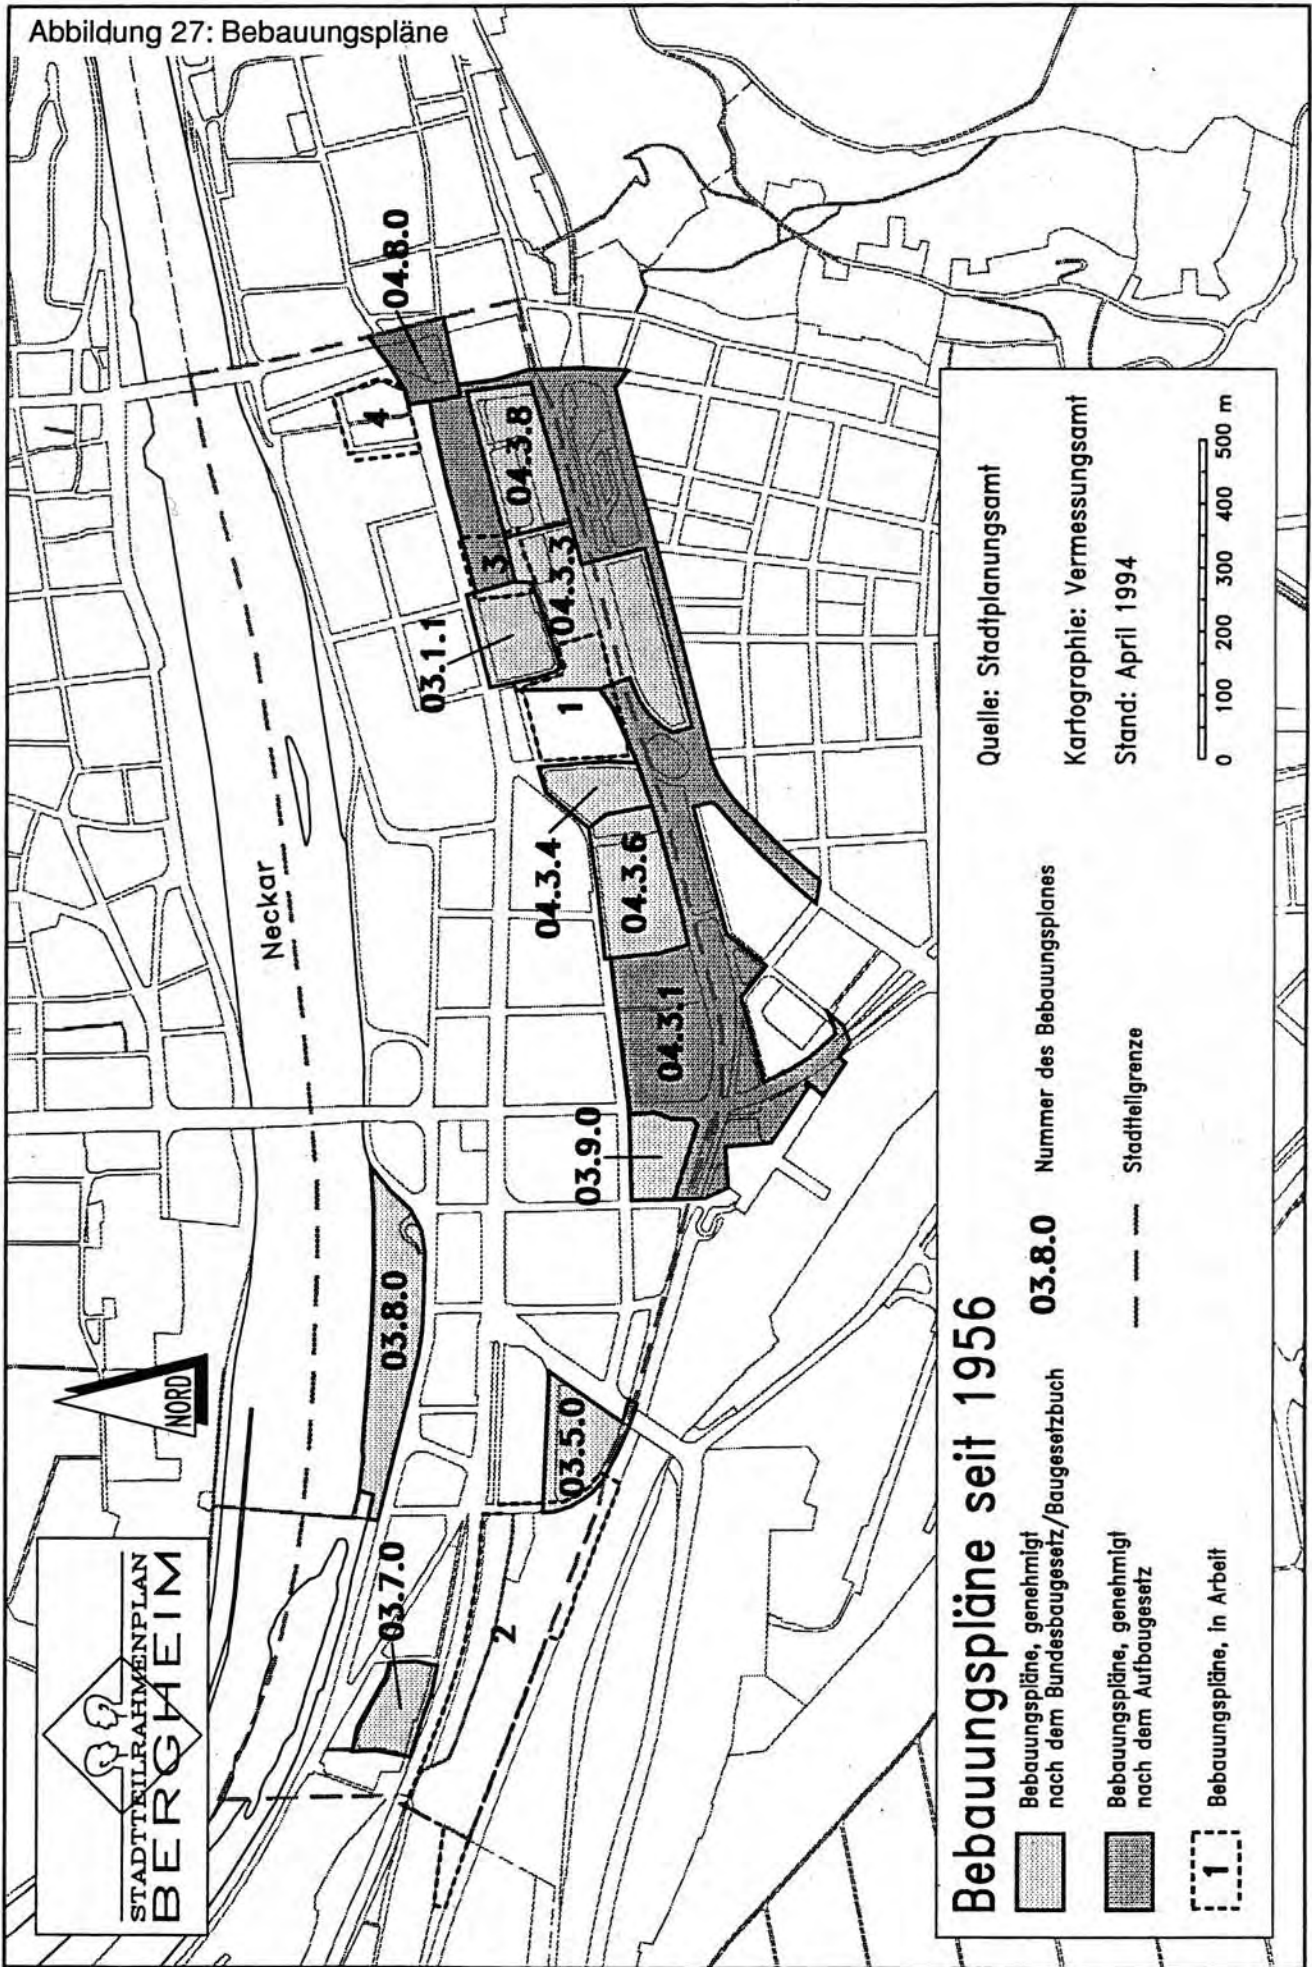 Abbildung 27: Bebauungspläne
STADTTEILRAHMENPLAN
BERGHEIM
NORD
Neckar
03.7.0
2
03.5.0
03.8.0
03.9.0
04.3.1
04.3.6
04.3.4
1
03.1.1
04.3.3
3
04.3.8
4
04.8.0
Bebauungspläne seit 1956
Bebauungspläne, genehmigt
nach dem Bundesbaugesetz/Baugesetzbuch
Bebauungspläne, genehmigt
nach dem Aufbaugesetz
1 Bebauungspläne, in Arbeit
03.8.0 Nummer des Bebauungsplanes
Stadtteilgrenze
Quelle: Stadtplanungsamt
Kartographie: Vermessungsamt
Stand: April 1994
0 100 200 300 400 500 m